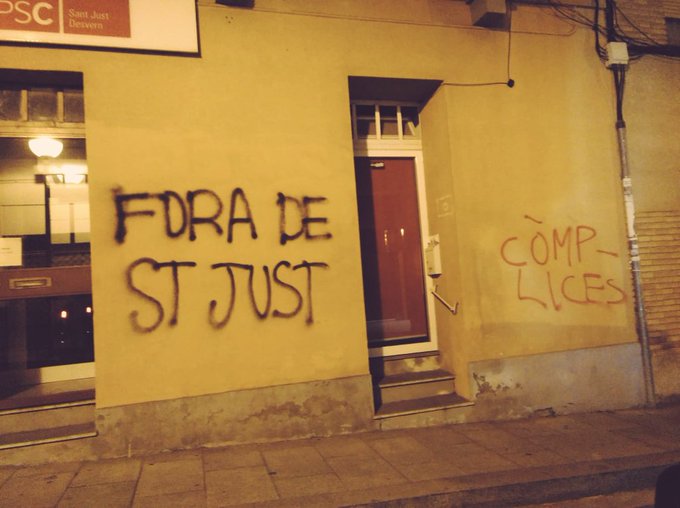 PSC
Sant Just
Desvern
FORA DE
ST JUST
CÒMP-
LICES